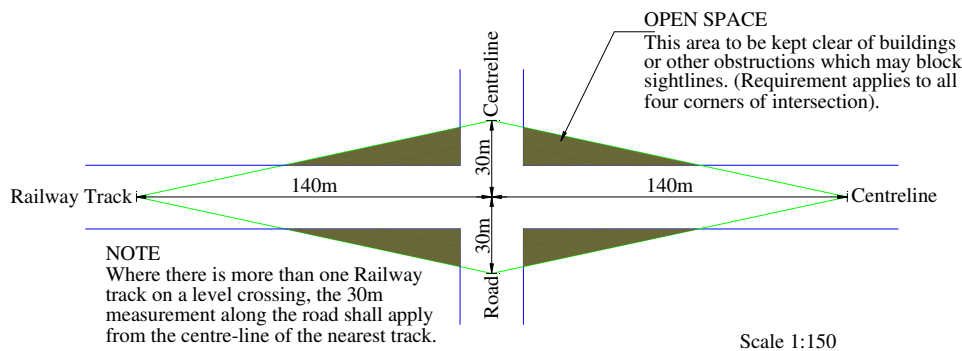 OPEN SPACE
This area to be kept clear of buildings
or other obstructions which may block
sightlines. (Requirement applies to all
four corners of intersection).
Centreline
30m
140m
140m
Railway Track
Centreline
30m
Road
NOTE
Where there is more than one Railway
track on a level crossing, the 30m
measurement along the road shall apply
from the centre-line of the nearest track.
Scale 1:150